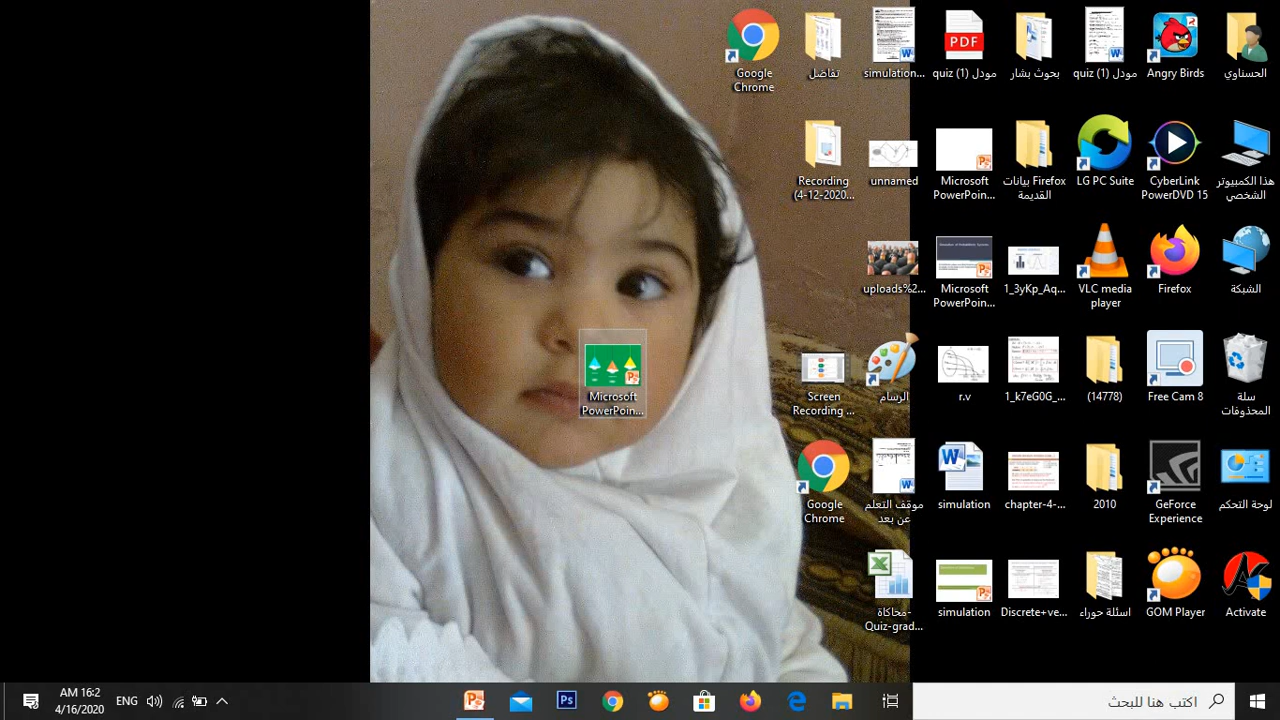 Google
Chrome
تفاضل
simulation...
quiz (1) مودل
بحوث بشار
quiz (1) مودل
Angry Birds
الحسناوي
Recording
(4-12-2020...
unnamed
Microsoft
PowerPoin...
بيانات Firefox
القديمة
LG PC Suite
CyberLink
PowerDVD 15
هذا الكمبيوتر
الشخصي
uploads%2...
Microsoft
PowerPoin...
1_3yKp_Aq...
VLC media
player
Firefox
الشبكة
Microsoft
PowerPoin...
Screen
Recording ...
الرسام
r.v
1_k7eG0G_...
(14778)
Free Cam 8
سلة
المحذوفات
Google
Chrome
موقف التعلم
عن بعد
simulation
chapter-4-...
2010
GeForce
Experience
لوحة التحكم
محاكاة-
Quiz-grad...
simulation
Discrete+ve...
اسئلة حوراء
GOM Player
Activate
PDF
AM 16:2
ENG
اكتب هنا للبحث